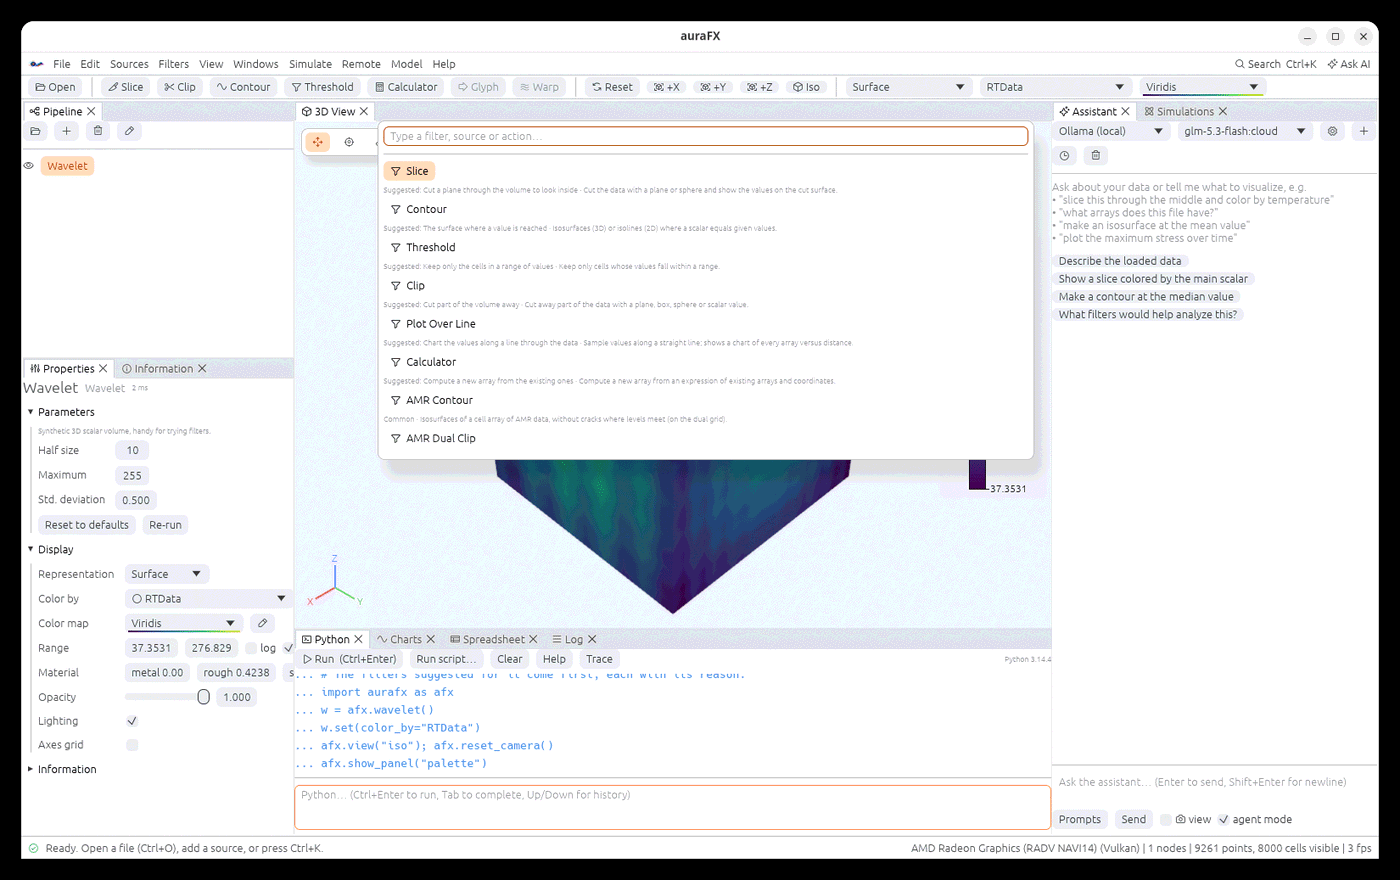 auraFX
File Edit Sources Filters View Windows Simulate Remote Model Help
Search Ctrl+K Ask AI
Open Slice Clip Contour Threshold Calculator Glyph Warp Reset +X +Y +Z Iso Surface RTData Viridis
Pipeline
Wavelet
3D View
Type a filter, source or action...
Slice
Suggested: Cut a plane through the volume to look inside · Cut the data with a plane or sphere and show the values on the cut surface.
Contour
Suggested: The surface where a value is reached · Isosurfaces (3D) or isolines (2D) where a scalar equals given values.
Threshold
Suggested: Keep only the cells in a range of values · Keep only cells whose values fall within a range.
Clip
Suggested: Cut part of the volume away · Cut away part of the data with a plane, box, sphere or scalar value.
Plot Over Line
Suggested: Chart the values along a line through the data · Sample values along a straight line; shows a chart of every array versus distance.
Calculator
Suggested: Compute a new array from the existing ones · Compute a new array from an expression of existing arrays and coordinates.
AMR Contour
Common · Isosurfaces of a cell array of AMR data, without cracks where levels meet (on the dual grid).
AMR Dual Clip
37.3531
Z
X
Y
Properties Information
Wavelet Wavelet 2 ms
Parameters
Synthetic 3D scalar volume, handy for trying filters.
Half size 10
Maximum 255
Std. deviation 0.500
Reset to defaults Re-run
Display
Representation Surface
Color by RTData
Color map Viridis
Range 37.3531 276.829 log
Material metal 0.00 rough 0.4238 s
Opacity 1.000
Lighting
Axes grid
Information
Python Charts Spreadsheet Log
Run (Ctrl+Enter) Run script... Clear Help Trace
Python 3.14.4
... # The filters suggested for it come first, each with its reason.
... import aurafx as afx
... w = afx.wavelet()
... w.set(color_by="RTData")
... afx.view("iso"); afx.reset_camera()
... afx.show_panel("palette")
Python... (Ctrl+Enter to run, Tab to complete, Up/Down for history)
Assistant Simulations
Ollama (local) glm-5.3-flash:cloud
Ask about your data or tell me what to visualize, e.g.
• "slice this through the middle and color by temperature"
• "what arrays does this file have?"
• "make an isosurface at the mean value"
• "plot the maximum stress over time"
Describe the loaded data
Show a slice colored by the main scalar
Make a contour at the median value
What filters would help analyze this?
Ask the assistant... (Enter to send, Shift+Enter for newline)
Prompts Send view agent mode
Ready. Open a file (Ctrl+O), add a source, or press Ctrl+K.
AMD Radeon Graphics (RADV NAVI14) (Vulkan) | 1 nodes | 9261 points, 8000 cells visible | 3 fps